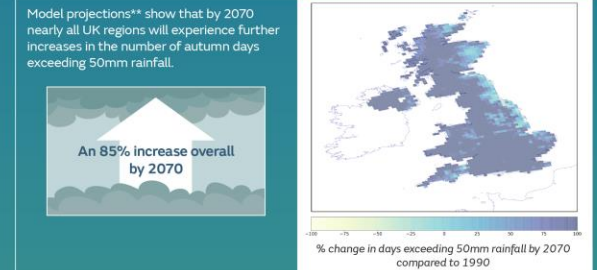 Model projections** show that by 2070
nearly all UK regions will experience further
increases in the number of autumn days
exceeding 50mm rainfall.
An 85% increase overall
by 2070
-100 -75 -50 -25 0 25 50 75 100
% change in days exceeding 50mm rainfall by 2070
compared to 1990